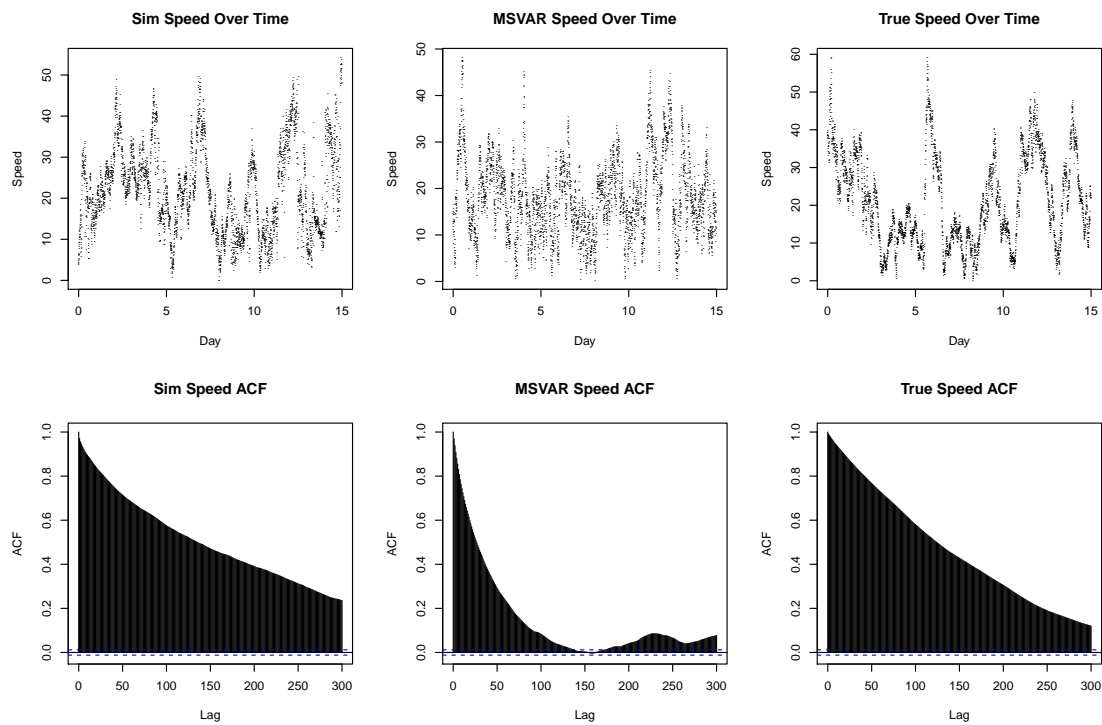 Sim Speed Over Time
MSVAR Speed Over Time
True Speed Over Time
Speed
0 10 20 30 40 50
0 5 10 15
Day
Speed
0 10 20 30 40 50
0 5 10 15
Day
Speed
0 10 20 30 40 50 60
0 5 10 15
Day
Sim Speed ACF
MSVAR Speed ACF
True Speed ACF
ACF
0.0 0.2 0.4 0.6 0.8 1.0
0 50 100 150 200 250 300
Lag
ACF
0.0 0.2 0.4 0.6 0.8 1.0
0 50 100 150 200 250 300
Lag
ACF
0.0 0.2 0.4 0.6 0.8 1.0
0 50 100 150 200 250 300
Lag